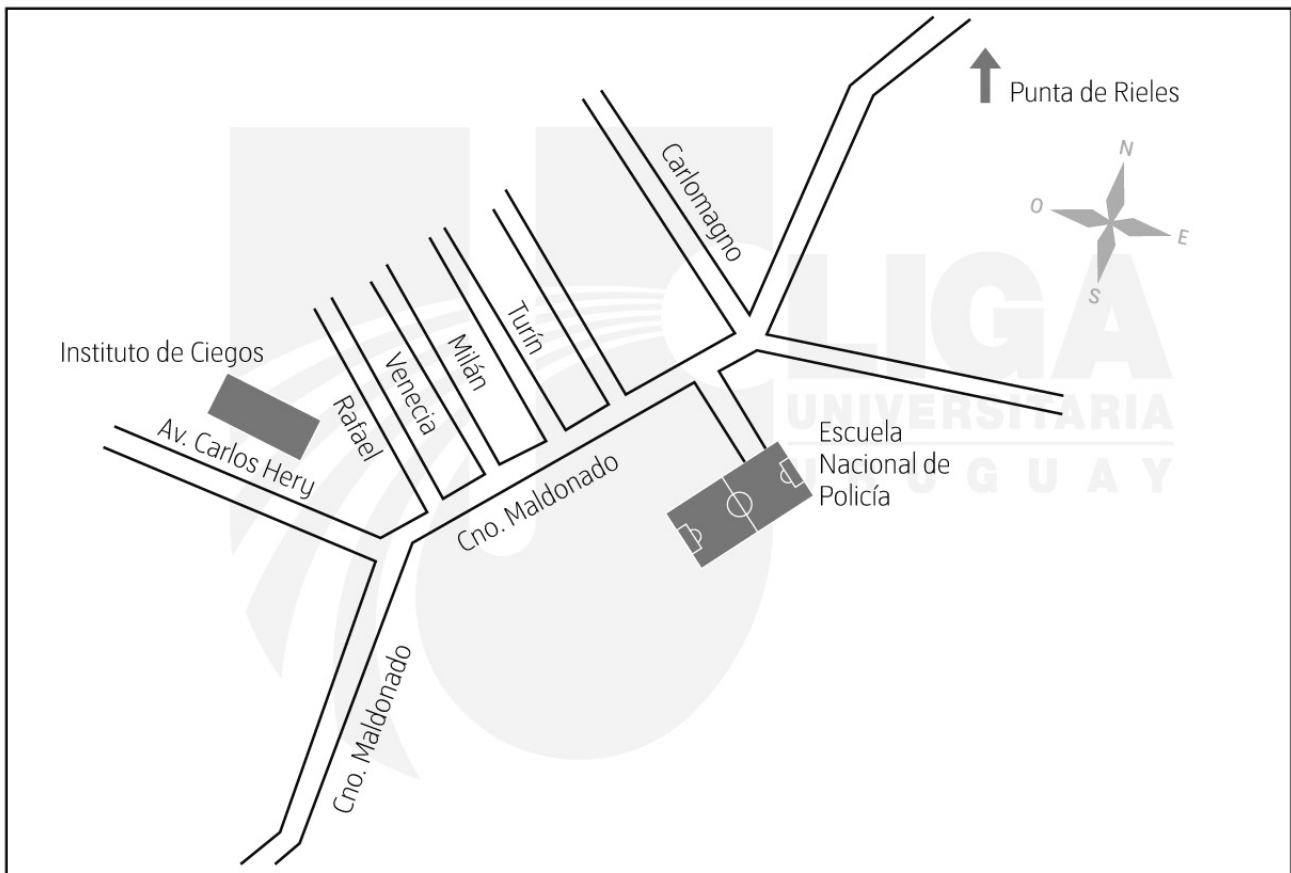 Punta de Rieles
Carlomagno
N
O
E
S
Turín
Milán
Venecia
Rafael
Instituto de Ciegos
Av. Carlos Hery
Cno. Maldonado
Escuela
Nacional de
Policía
Cno. Maldonado
LIGA
UNIVERSITARIA
URUGUAY